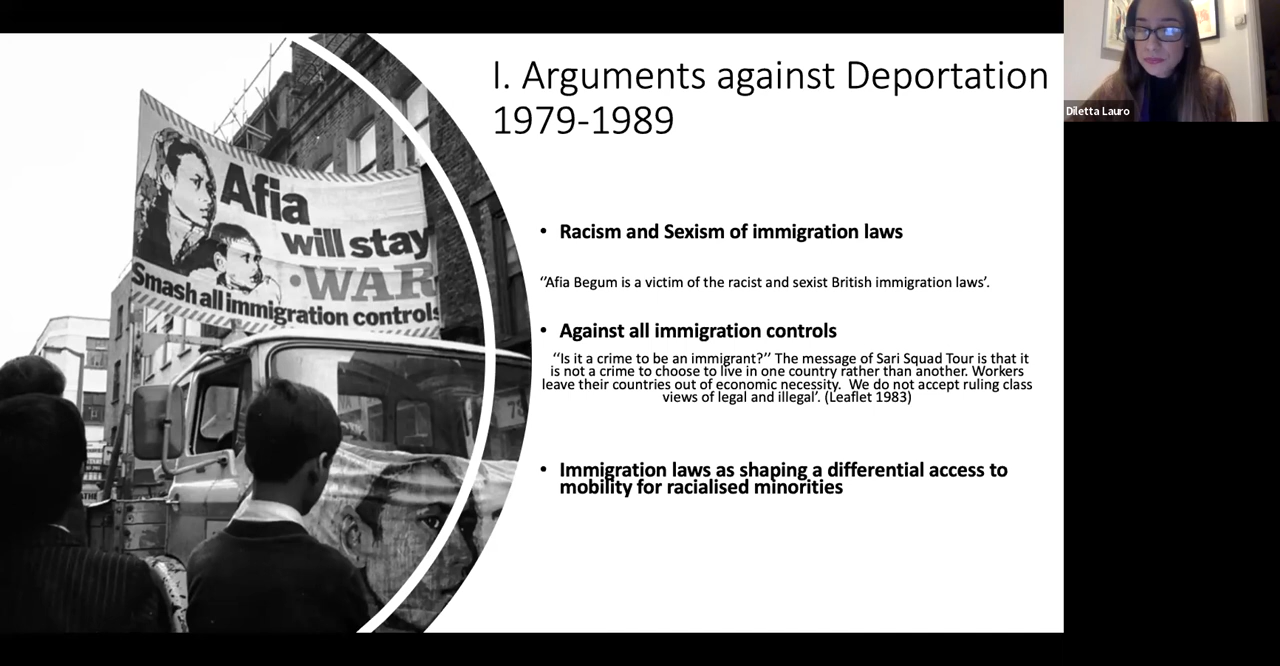 I. Arguments against Deportation
1979-1989
Diletta Lauro
Afia
will stay
•WAR
Smash all immigration controls
• Racism and Sexism of immigration laws
‘’Afia Begum is a victim of the racist and sexist British immigration laws’.
• Against all immigration controls
‘’Is it a crime to be an immigrant?’’ The message of Sari Squad Tour is that it
is not a crime to choose to live in one country rather than another. Workers
leave their countries out of economic necessity.  We do not accept ruling class
views of legal and illegal’. (Leaflet 1983)
• Immigration laws as shaping a differential access to
mobility for racialised minorities